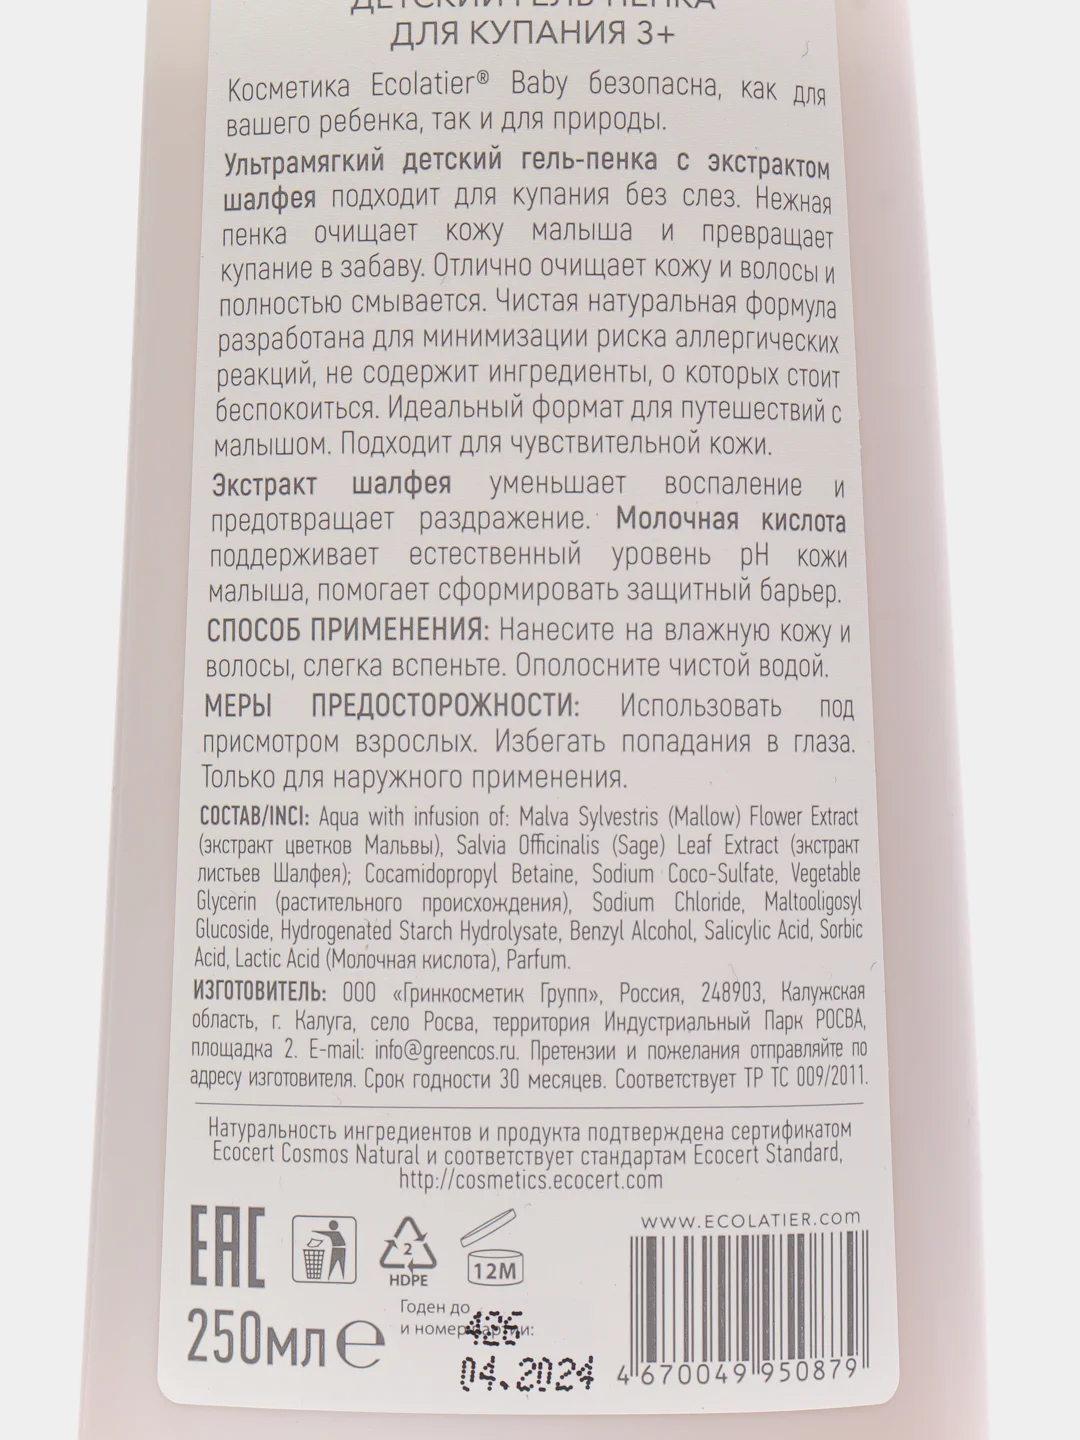 ДЕТСКИЙ ГЕЛЬ-ПЕНКА
ДЛЯ КУПАНИЯ 3+
Косметика Ecolatier® Baby безопасна, как для
вашего ребенка, так и для природы.
Ультрамягкий детский гель-пенка с экстрактом
шалфея подходит для купания без слез. Нежная
пенка очищает кожу малыша и превращает
купание в забаву. Отлично очищает кожу и волосы и
полностью смывается. Чистая натуральная формула
разработана для минимизации риска аллергических
реакций, не содержит ингредиенты, о которых стоит
беспокоиться. Идеальный формат для путешествий с
малышом. Подходит для чувствительной кожи.
Экстракт шалфея уменьшает воспаление и
предотвращает раздражение. Молочная кислота
поддерживает естественный уровень pH кожи
малыша, помогает сформировать защитный барьер.
СПОСОБ ПРИМЕНЕНИЯ: Нанесите на влажную кожу и
волосы, слегка вспеньте. Ополосните чистой водой.
МЕРЫ ПРЕДОСТОРОЖНОСТИ: Использовать под
присмотром взрослых. Избегать попадания в глаза.
Только для наружного применения.
СОСТАВ/INCI: Aqua with infusion of: Malva Sylvestris (Mallow) Flower Extract
(экстракт цветков Мальвы), Salvia Officinalis (Sage) Leaf Extract (экстракт
листьев Шалфея); Cocamidopropyl Betaine, Sodium Coco-Sulfate, Vegetable
Glycerin (растительного происхождения), Sodium Chloride, Maltooligosyl
Glucoside, Hydrogenated Starch Hydrolysate, Benzyl Alcohol, Salicylic Acid, Sorbic
Acid, Lactic Acid (Молочная кислота), Parfum.
ИЗГОТОВИТЕЛЬ: ООО «Гринкосметик Групп», Россия, 248903, Калужская
область, г. Калуга, село Росва, территория Индустриальный Парк РОСВА,
площадка 2. E-mail: info@greencos.ru. Претензии и пожелания отправляйте по
адресу изготовителя. Срок годности 30 месяцев. Соответствует ТР ТС 009/2011.
Натуральность ингредиентов и продукта подтверждена сертификатом
Ecocert Cosmos Natural и соответствует стандартам Ecocert Standard,
http://cosmetics.ecocert.com
EAC
2
HDPE
12M
WWW.ECOLATIER.COM
250мл e
Годен до
и номер партии:
426
04.2024
4 670049 950879